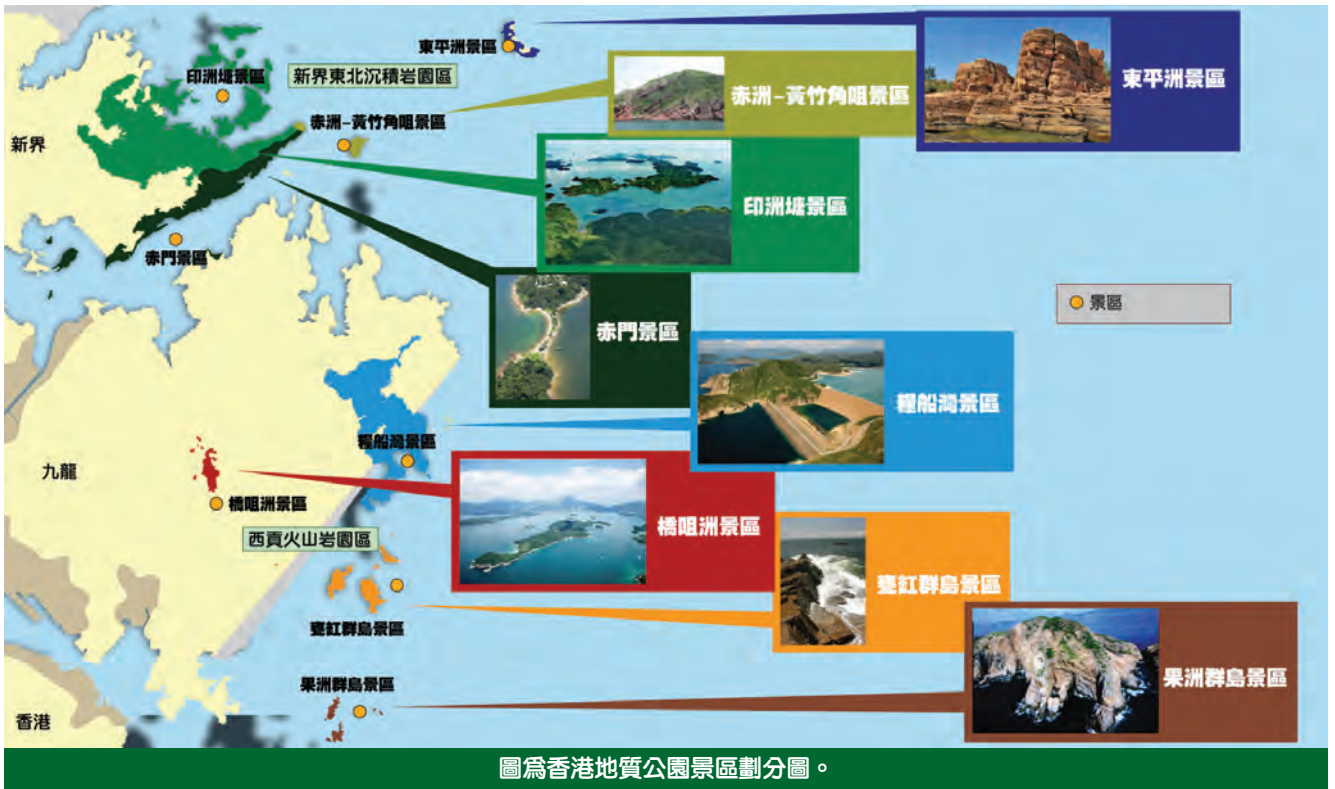 東平洲景區
印洲塘景區
新界東北沉積岩園區
赤洲-黃竹角咀景區
東平洲景區
新界
赤洲-黃竹角咀景區
印洲塘景區
赤門景區
景區
赤門景區
糧船灣景區
糧船灣景區
九龍
橋咀洲景區
橋咀洲景區
西貢火山岩園區
甕缸群島景區
甕缸群島景區
果洲群島景區
果洲群島景區
香港
圖為香港地質公園景區劃分圖。